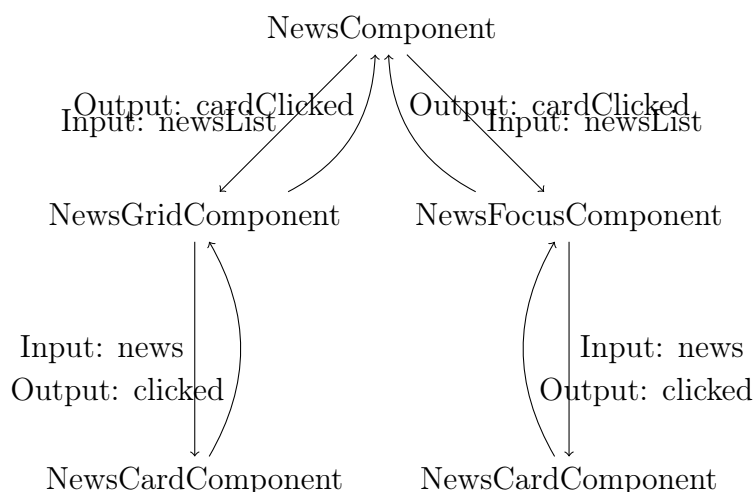 NewsComponent
Output: cardClicked
Output: cardClicked
Input: newsList
Input: newsList
NewsGridComponent
NewsFocusComponent
Input: news
Input: news
Output: clicked
Output: clicked
NewsCardComponent
NewsCardComponent